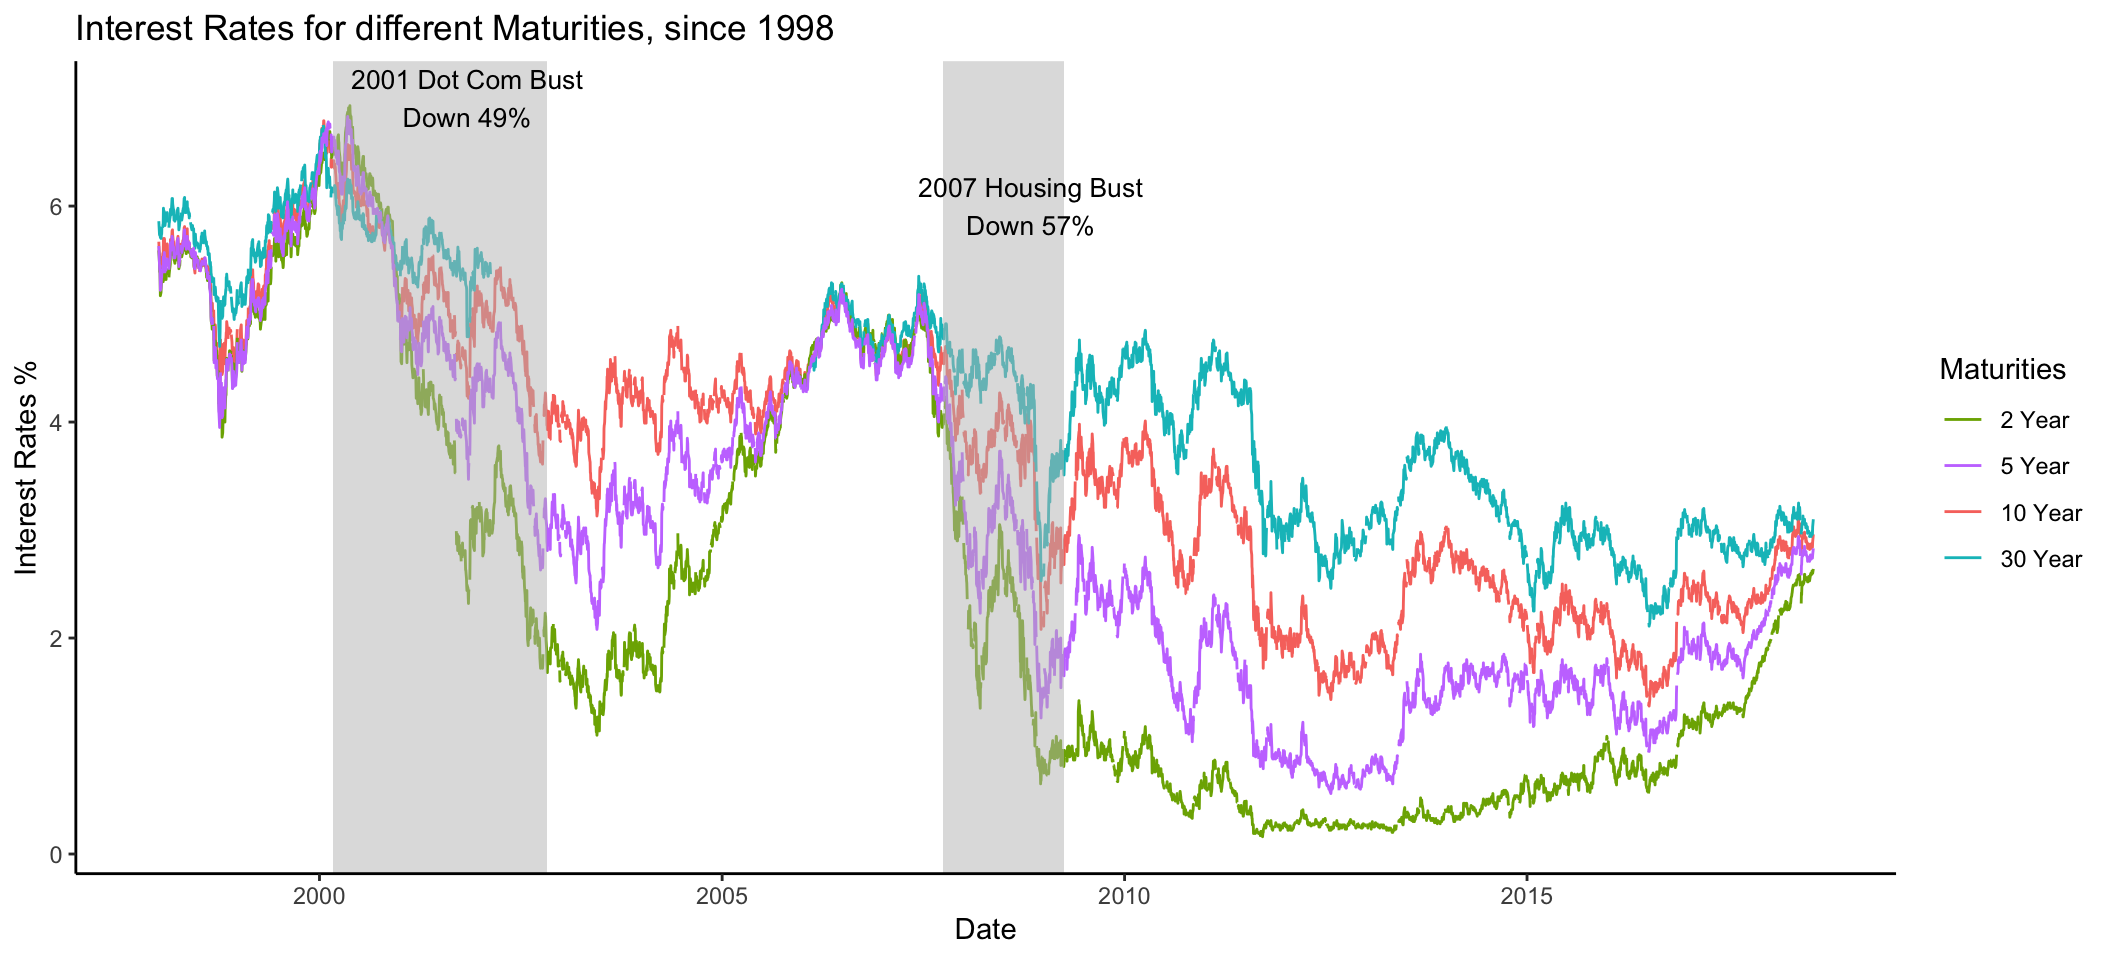 Interest Rates for different Maturities, since 1998
2001 Dot Com Bust
Down 49%
2007 Housing Bust
Down 57%
Interest Rates %
6
4
2
0
2000
2005
2010
2015
Date
Maturities
2 Year
5 Year
10 Year
30 Year